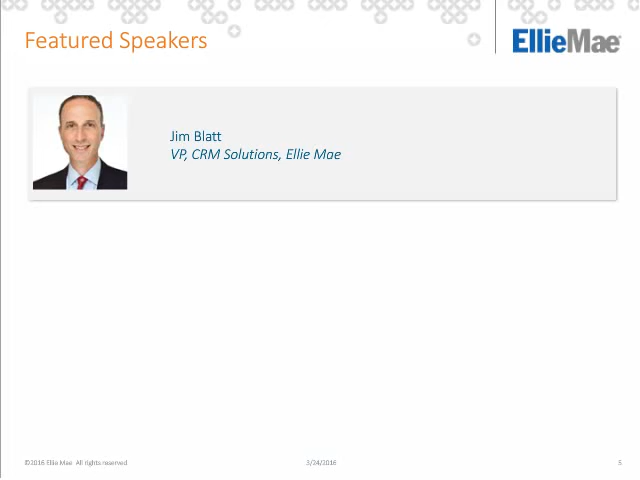 Featured Speakers
EllieMae
Jim Blatt
VP, CRM Solutions, Ellie Mae
©2016 Ellie Mae. All rights reserved
3/24/2016
5